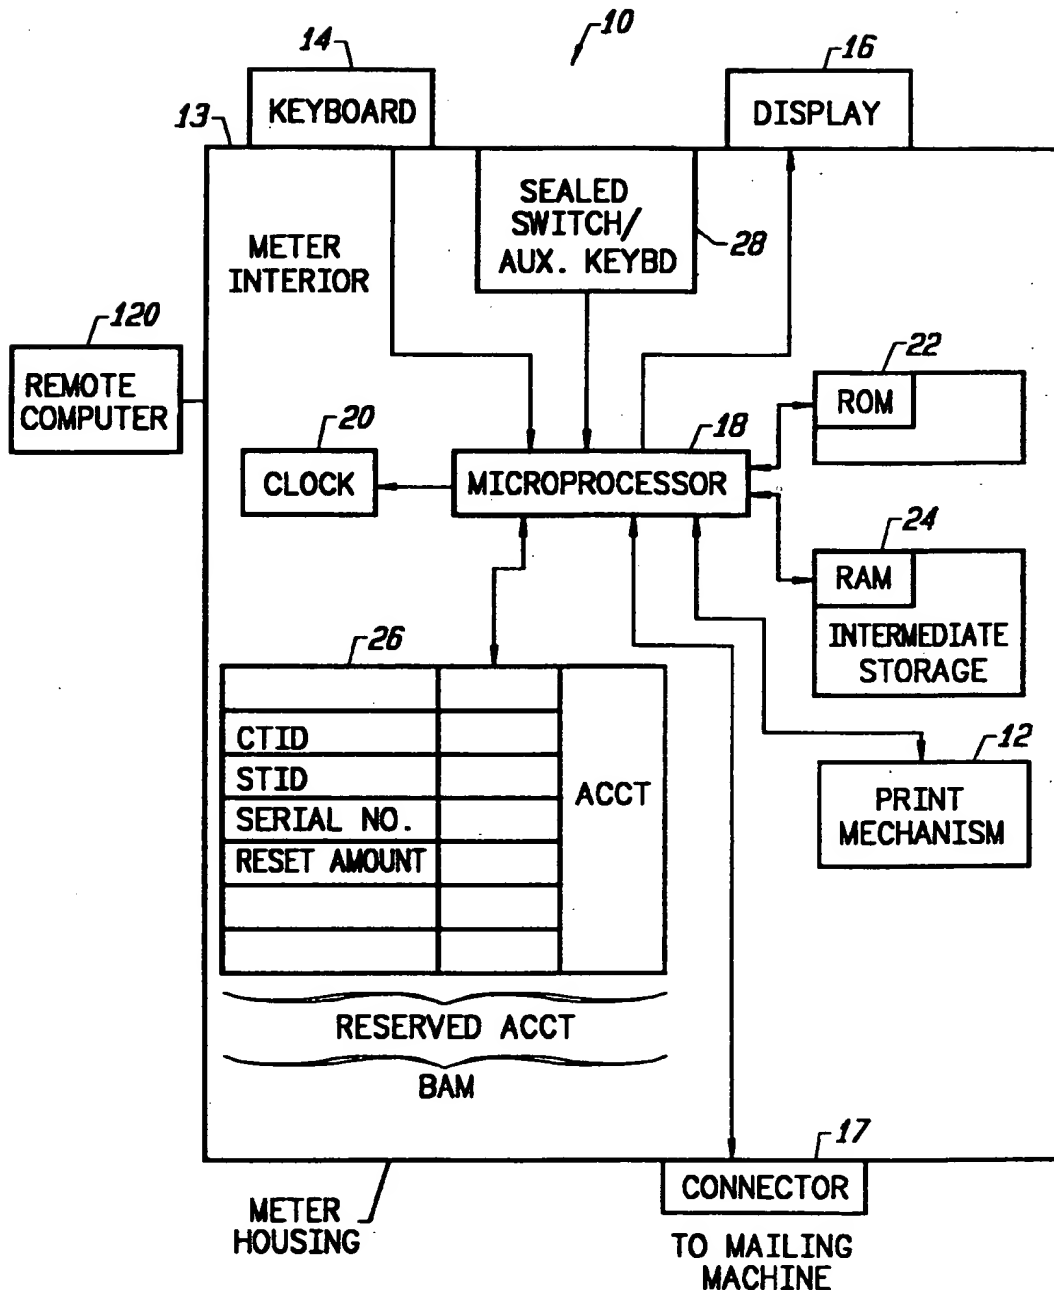 10
14
KEYBOARD
16
DISPLAY
13
SEALED
SWITCH/
AUX. KEYBD
28
METER
INTERIOR
120
REMOTE
COMPUTER
22
ROM
20
CLOCK
18
MICROPROCESSOR
24
RAM
INTERMEDIATE
STORAGE
26
CTID
STID
SERIAL NO.
RESET AMOUNT
ACCT
12
PRINT
MECHANISM
RESERVED ACCT
BAM
17
CONNECTOR
METER
HOUSING
TO MAILING
MACHINE